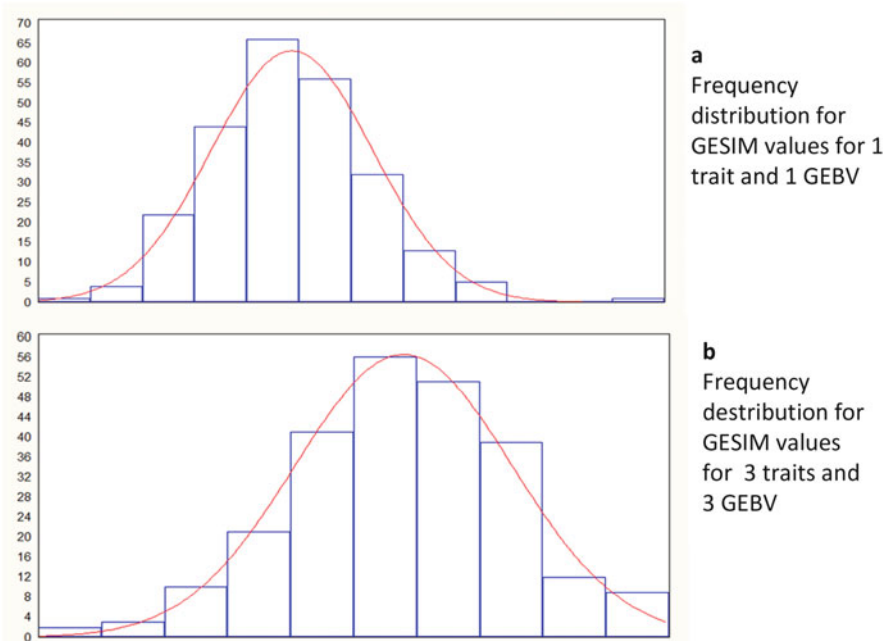 70
65
60
55
50
45
40
35
30
25
20
15
10
5
0
a
Frequency
distribution for
GESIM values for 1
trait and 1 GEBV
60
56
52
48
44
40
36
32
28
24
20
16
12
8
4
0
b
Frequency
destribution for
GESIM values
for 3 traits and
3 GEBV